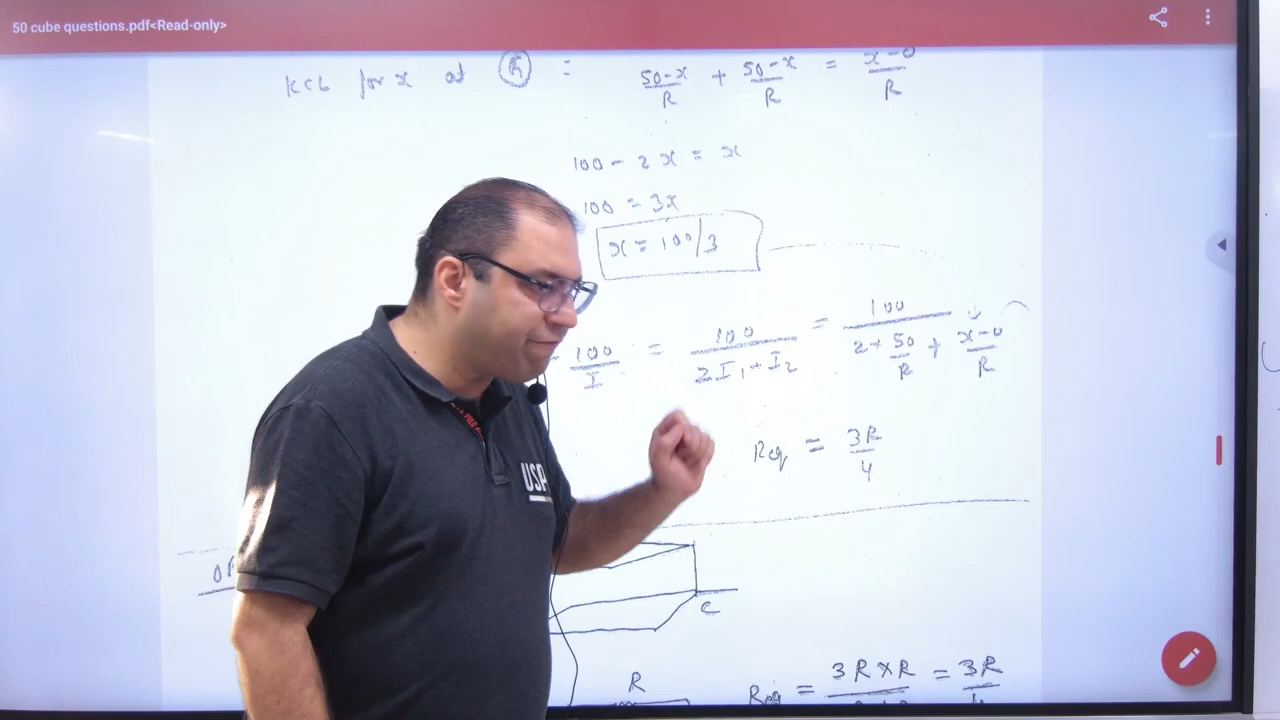 50 cube questions.pdf<Read-only>
KCL for x at R : 50-x/R + 50-x/R = x-0/R
100 - 2x = x
100 = 3x
x = 100/3
100/I = 100/2I₁+I₂ = 100/2+50/R + x-0/R
Req = 3R/4
USP
C
R
Req = 3R×R = 3R